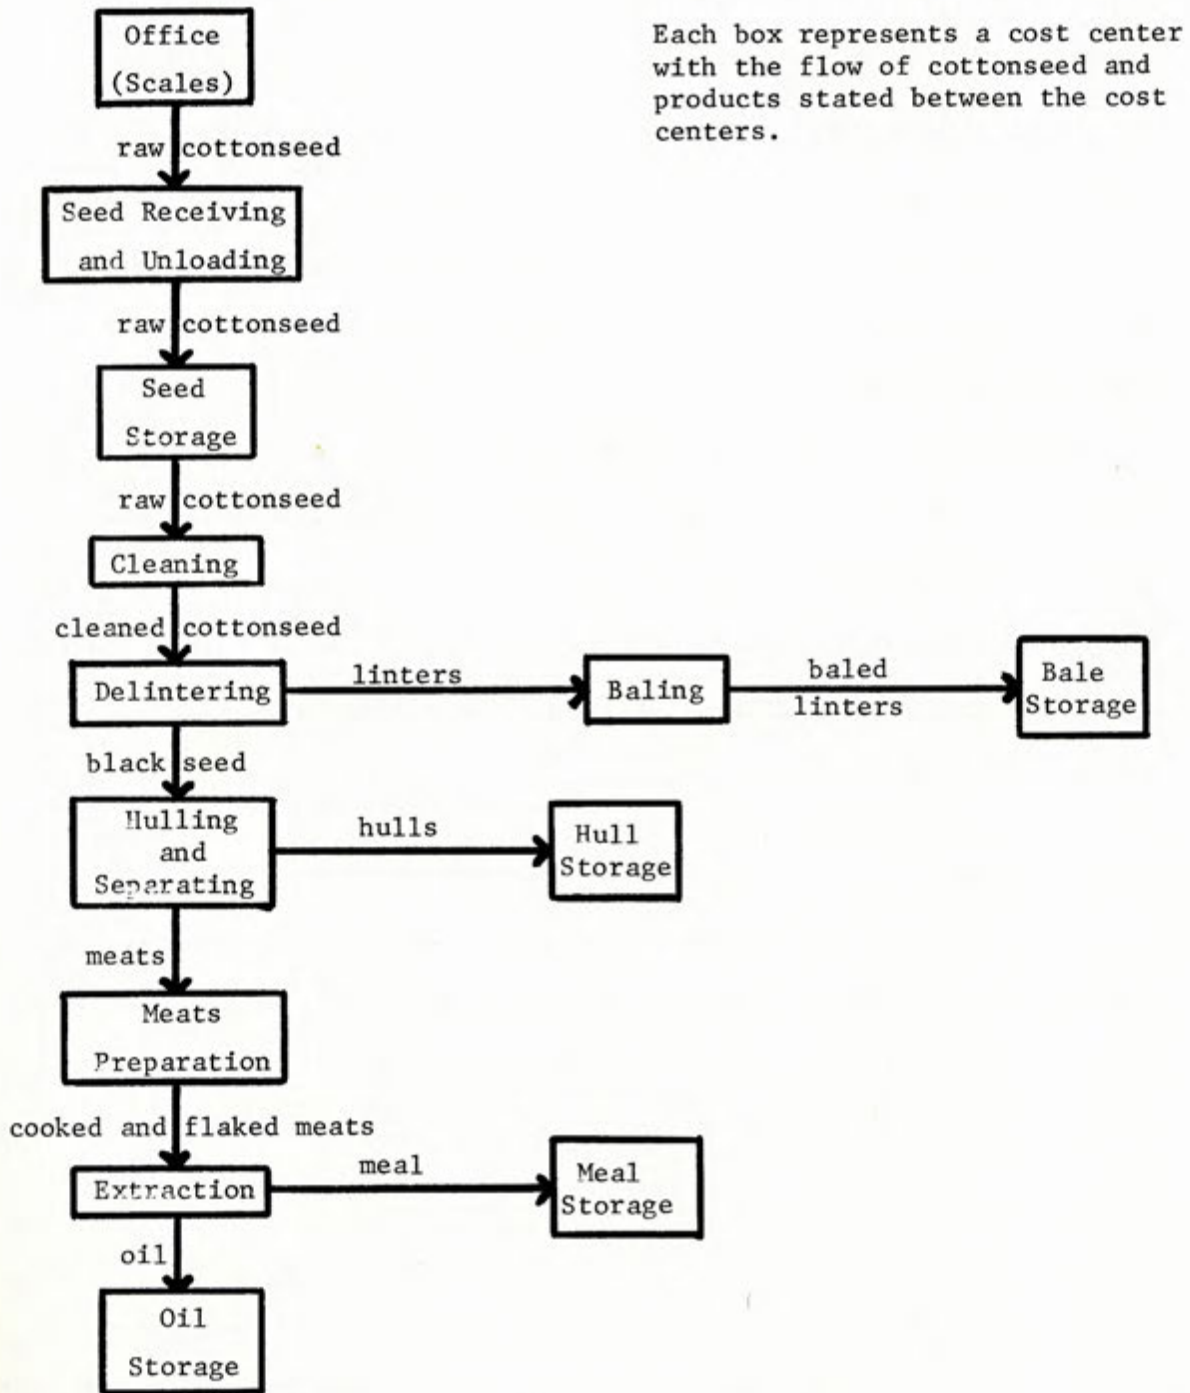 Office
(Scales)
Each box represents a cost center
with the flow of cottonseed and
products stated between the cost
centers.
raw cottonseed
Seed Receiving
and Unloading
raw cottonseed
Seed
Storage
raw cottonseed
Cleaning
cleaned cottonseed
Delintering
linters
Baling
baled
linters
Bale
Storage
black seed
Hulling
and
Separating
hulls
Hull
Storage
meats
Meats
Preparation
cooked and flaked meats
Extraction
meal
Meal
Storage
oil
Oil
Storage